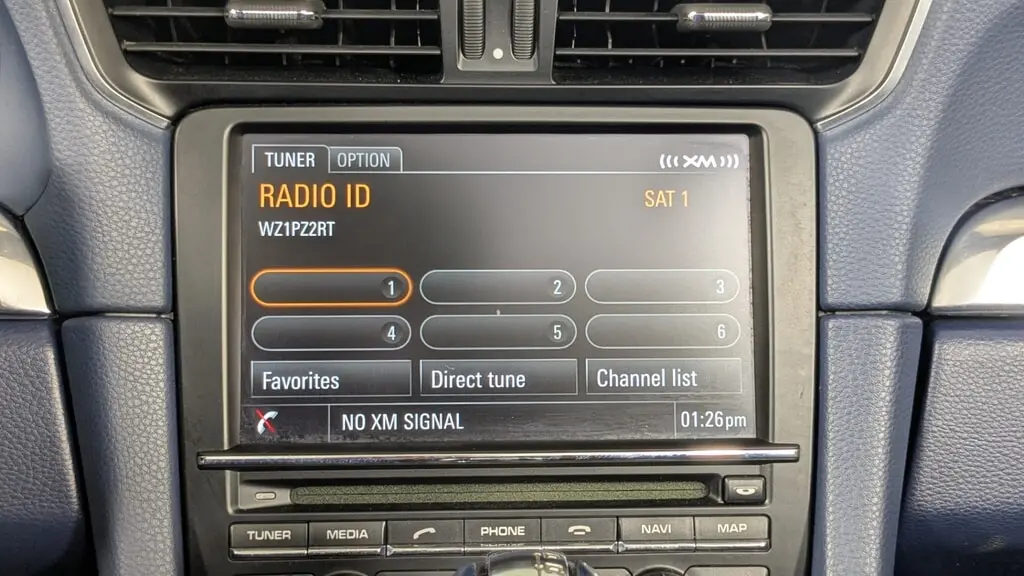 TUNER OPTION (((XM)))
RADIO ID SAT 1
WZ1PZ2RT
1 2 3
4 5 6
Favorites Direct tune Channel list
NO XM SIGNAL 01:26pm
TUNER MEDIA PHONE NAVI MAP